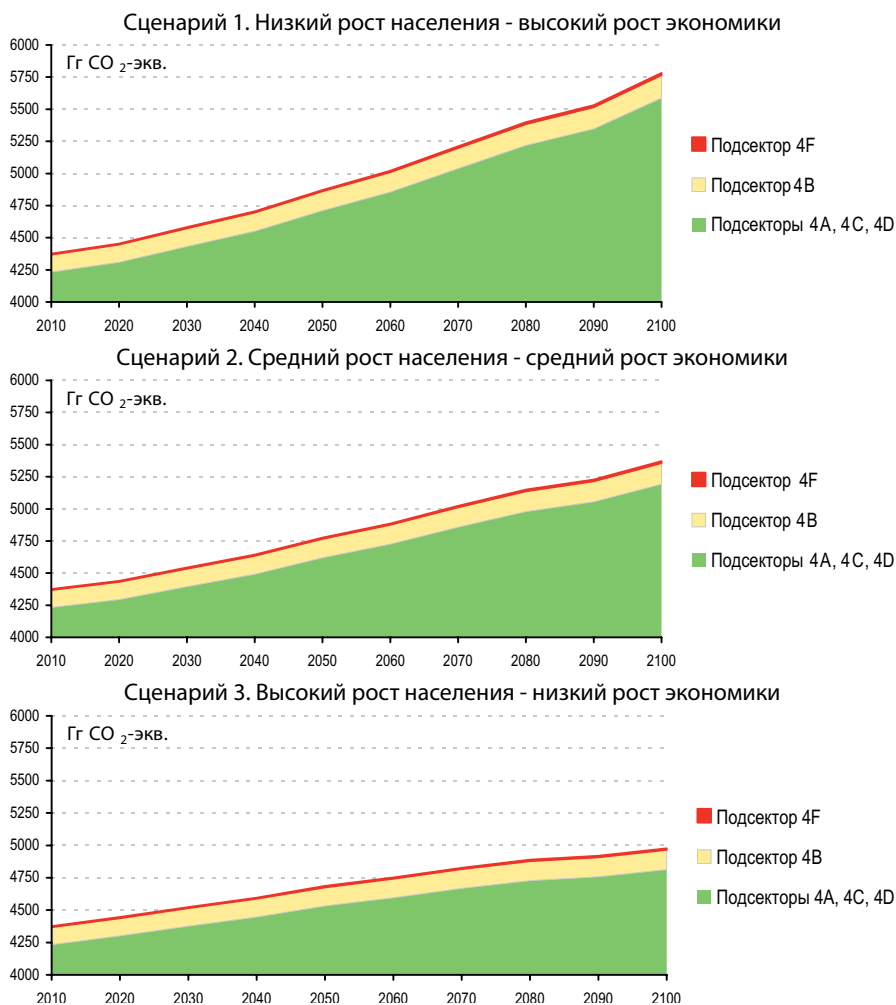 Сценарий 1. Низкий рост населения - высокий рост экономики
6000
Гг CO 2-экв.
5750
5500
5250
5000
4750
4500
4250
4000
2010 2020 2030 2040 2050 2060 2070 2080 2090 2100
Подсектор 4F
Подсектор 4B
Подсекторы 4A, 4C, 4D
Сценарий 2. Средний рост населения - средний рост экономики
6000
Гг CO 2-экв.
5750
5500
5250
5000
4750
4500
4250
4000
2010 2020 2030 2040 2050 2060 2070 2080 2090 2100
Подсектор 4F
Подсектор 4B
Подсекторы 4A, 4C, 4D
Сценарий 3. Высокий рост населения - низкий рост экономики
6000
Гг CO 2-экв.
5750
5500
5250
5000
4750
4500
4250
4000
2010 2020 2030 2040 2050 2060 2070 2080 2090 2100
Подсектор 4F
Подсектор 4B
Подсекторы 4A, 4C, 4D